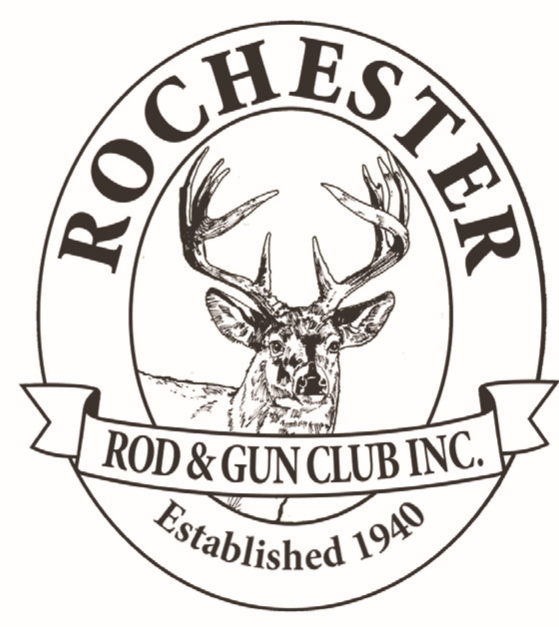 ROCHESTER
ROD & GUN CLUB INC.
Established 1940